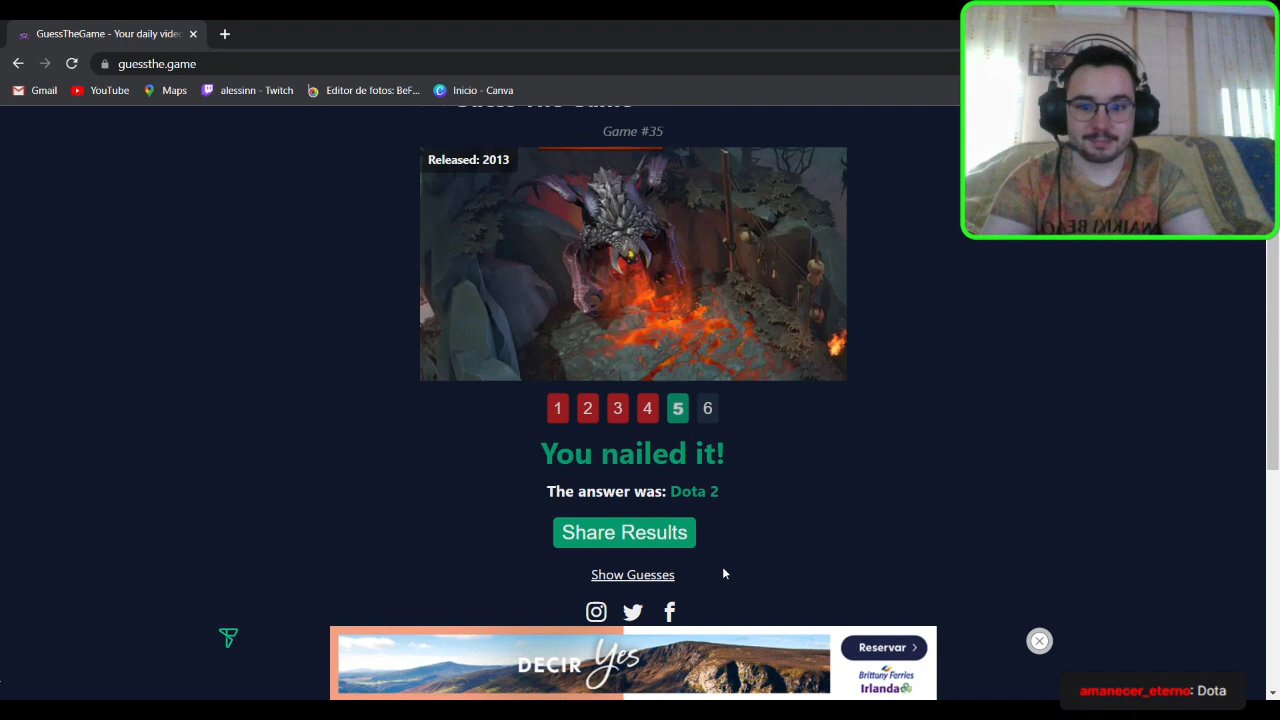 GuessTheGame - Your daily video
guessthe.game
Gmail
YouTube
Maps
alessinn - Twitch
Editor de fotos: BeF...
Inicio - Canva
Game #35
Released: 2013
1 2 3 4 5 6
You nailed it!
The answer was: Dota 2
Share Results
Show Guesses
DECIR Yes
Reservar
Brittany Ferries
Irlanda
amanecer_eterno: Dota